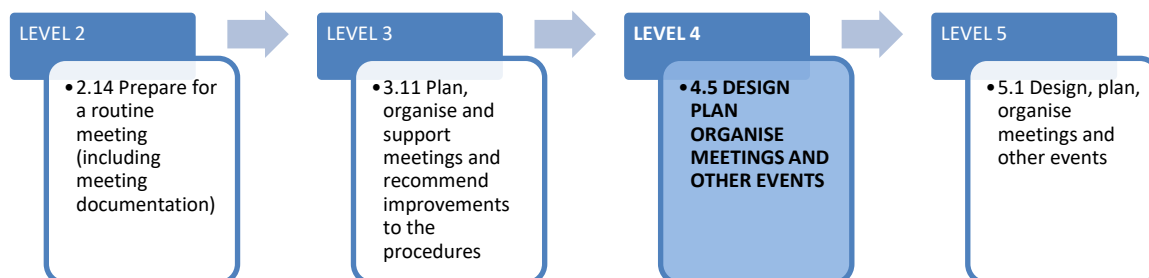 LEVEL 2
•2.14 Prepare for
a routine
meeting
(including
meeting
documentation)
LEVEL 3
•3.11 Plan,
organise and
support
meetings and
recommend
improvements
to the
procedures
LEVEL 4
•4.5 DESIGN
PLAN
ORGANISE
MEETINGS AND
OTHER EVENTS
LEVEL 5
•5.1 Design, plan,
organise
meetings and
other events